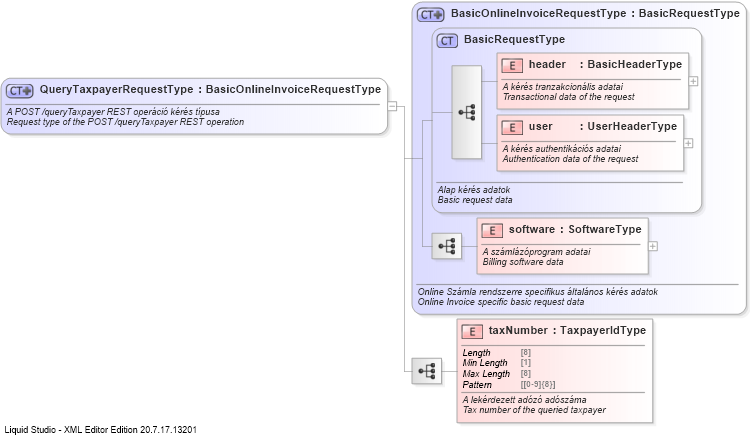 CT BasicOnlineInvoiceRequestType : BasicRequestType
CT BasicRequestType
E header : BasicHeaderType
A kérés tranzakcionális adatai
Transactional data of the request
E user : UserHeaderType
A kérés authentikációs adatai
Authentication data of the request
Alap kérés adatok
Basic request data
E software : SoftwareType
A számlázóprogram adatai
Billing software data
Online Számla rendszerre specifikus általános kérés adatok
Online Invoice specific basic request data
CT QueryTaxpayerRequestType : BasicOnlineInvoiceRequestType
A POST /queryTaxpayer REST operáció kérés típusa
Request type of the POST /queryTaxpayer REST operation
E taxNumber : TaxpayerIdType
Length [8]
Min Length [1]
Max Length [8]
Pattern [[0-9]{8}]
A lekérdezett adózó adószáma
Tax number of the queried taxpayer
Liquid Studio - XML Editor Edition 20.7.17.13201